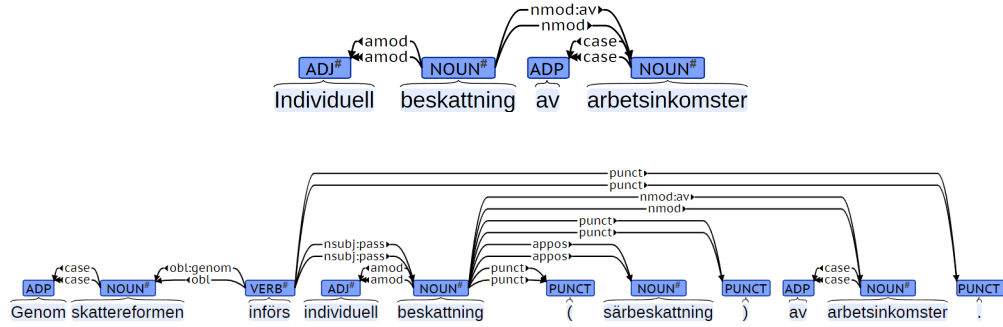 nmod:av
amod nmod case
amod case
ADJ# NOUN# ADP NOUN#
Individuell beskattning av arbetsinkomster
punct
punct
nmod:av
nmod
punct
punct
nsubj:pass appos
nsubj:pass appos
case obl:genom amod punct case
case obl amod punct case
ADP NOUN# VERB# ADJ# NOUN# PUNCT NOUN# PUNCT ADP NOUN# PUNCT
Genom skattereformen införs individuell beskattning ( särbeskattning ) av arbetsinkomster .